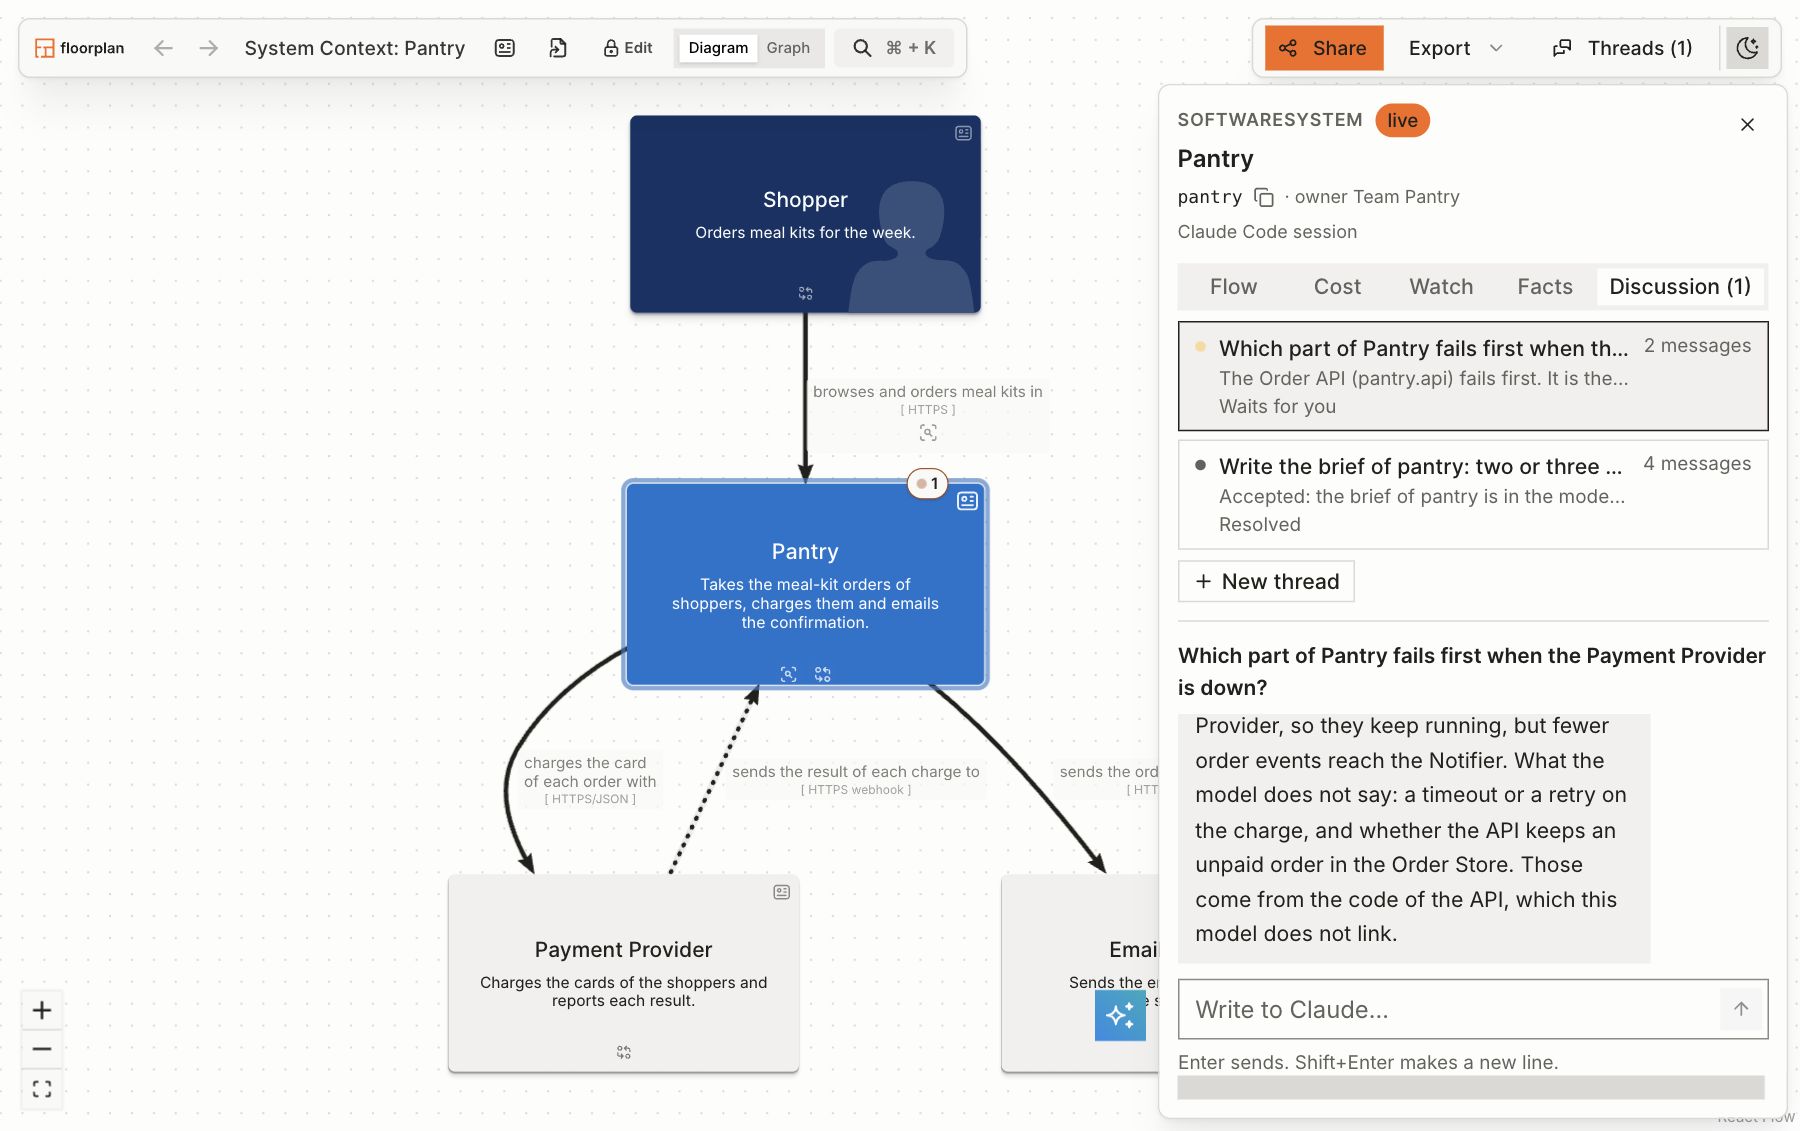 floorplan
System Context: Pantry
Edit
Diagram
Graph
⌘ + K
Share
Export
Threads (1)
Shopper
Orders meal kits for the week.
browses and orders meal kits in
[ HTTPS ]
1
Pantry
Takes the meal-kit orders of
shoppers, charges them and emails
the confirmation.
charges the card
of each order with
[ HTTPS/JSON ]
sends the result of each charge to
[ HTTPS webhook ]
sends the ord
[ HTT
Payment Provider
Charges the cards of the shoppers and
reports each result.
Emai
Sends the e
SOFTWARESYSTEM
live
Pantry
pantry · owner Team Pantry
Claude Code session
Flow
Cost
Watch
Facts
Discussion (1)
Which part of Pantry fails first when th... 2 messages
The Order API (pantry.api) fails first. It is the...
Waits for you
Write the brief of pantry: two or three ... 4 messages
Accepted: the brief of pantry is in the mode...
Resolved
+ New thread
Which part of Pantry fails first when the Payment Provider
is down?
Provider, so they keep running, but fewer
order events reach the Notifier. What the
model does not say: a timeout or a retry on
the charge, and whether the API keeps an
unpaid order in the Order Store. Those
come from the code of the API, which this
model does not link.
Write to Claude...
Enter sends. Shift+Enter makes a new line.
React Flow